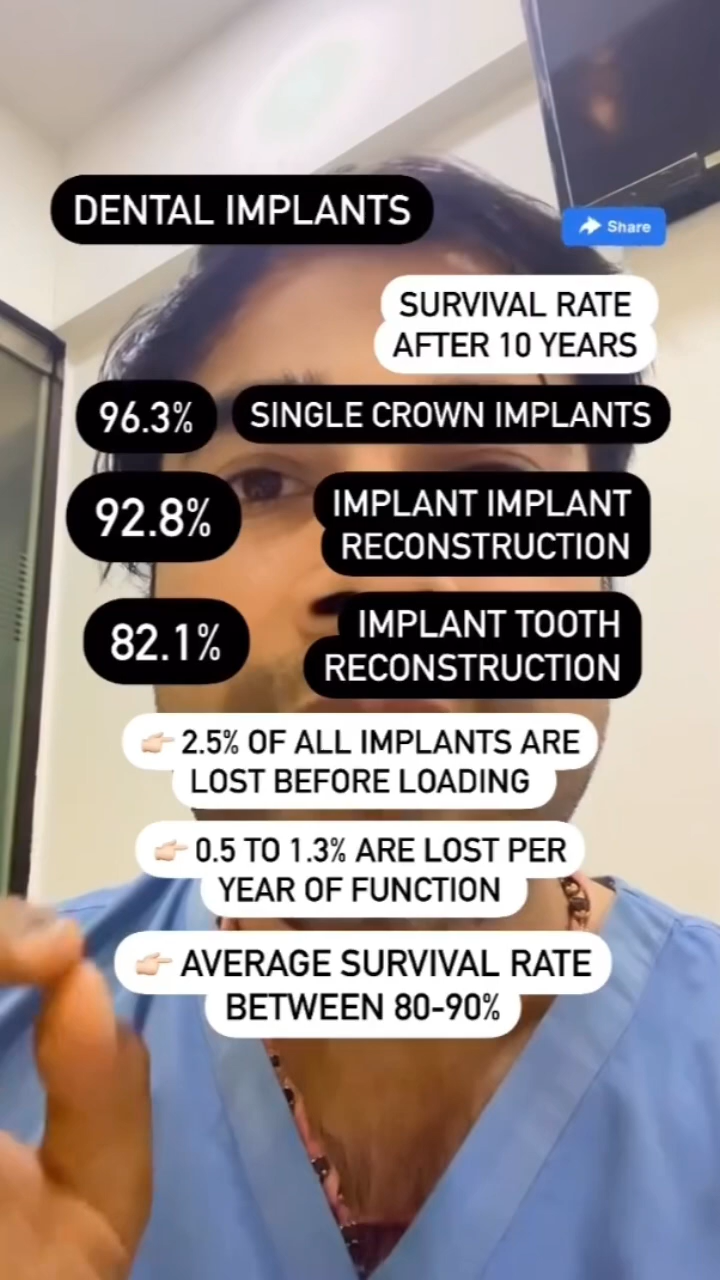 DENTAL IMPLANTS
Share
SURVIVAL RATE
AFTER 10 YEARS
96.3% SINGLE CROWN IMPLANTS
92.8% IMPLANT IMPLANT
RECONSTRUCTION
82.1% IMPLANT TOOTH
RECONSTRUCTION
👉🏻 2.5% OF ALL IMPLANTS ARE
LOST BEFORE LOADING
👉🏻 0.5 TO 1.3% ARE LOST PER
YEAR OF FUNCTION
👉🏻 AVERAGE SURVIVAL RATE
BETWEEN 80-90%